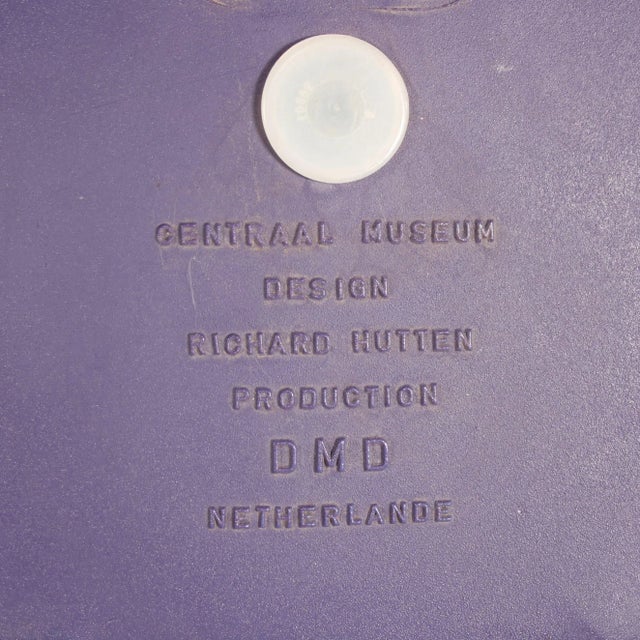 CENTRAAL MUSEUM
DESIGN
RICHARD HUTTEN
PRODUCTION
DMD
NETHERLANDE